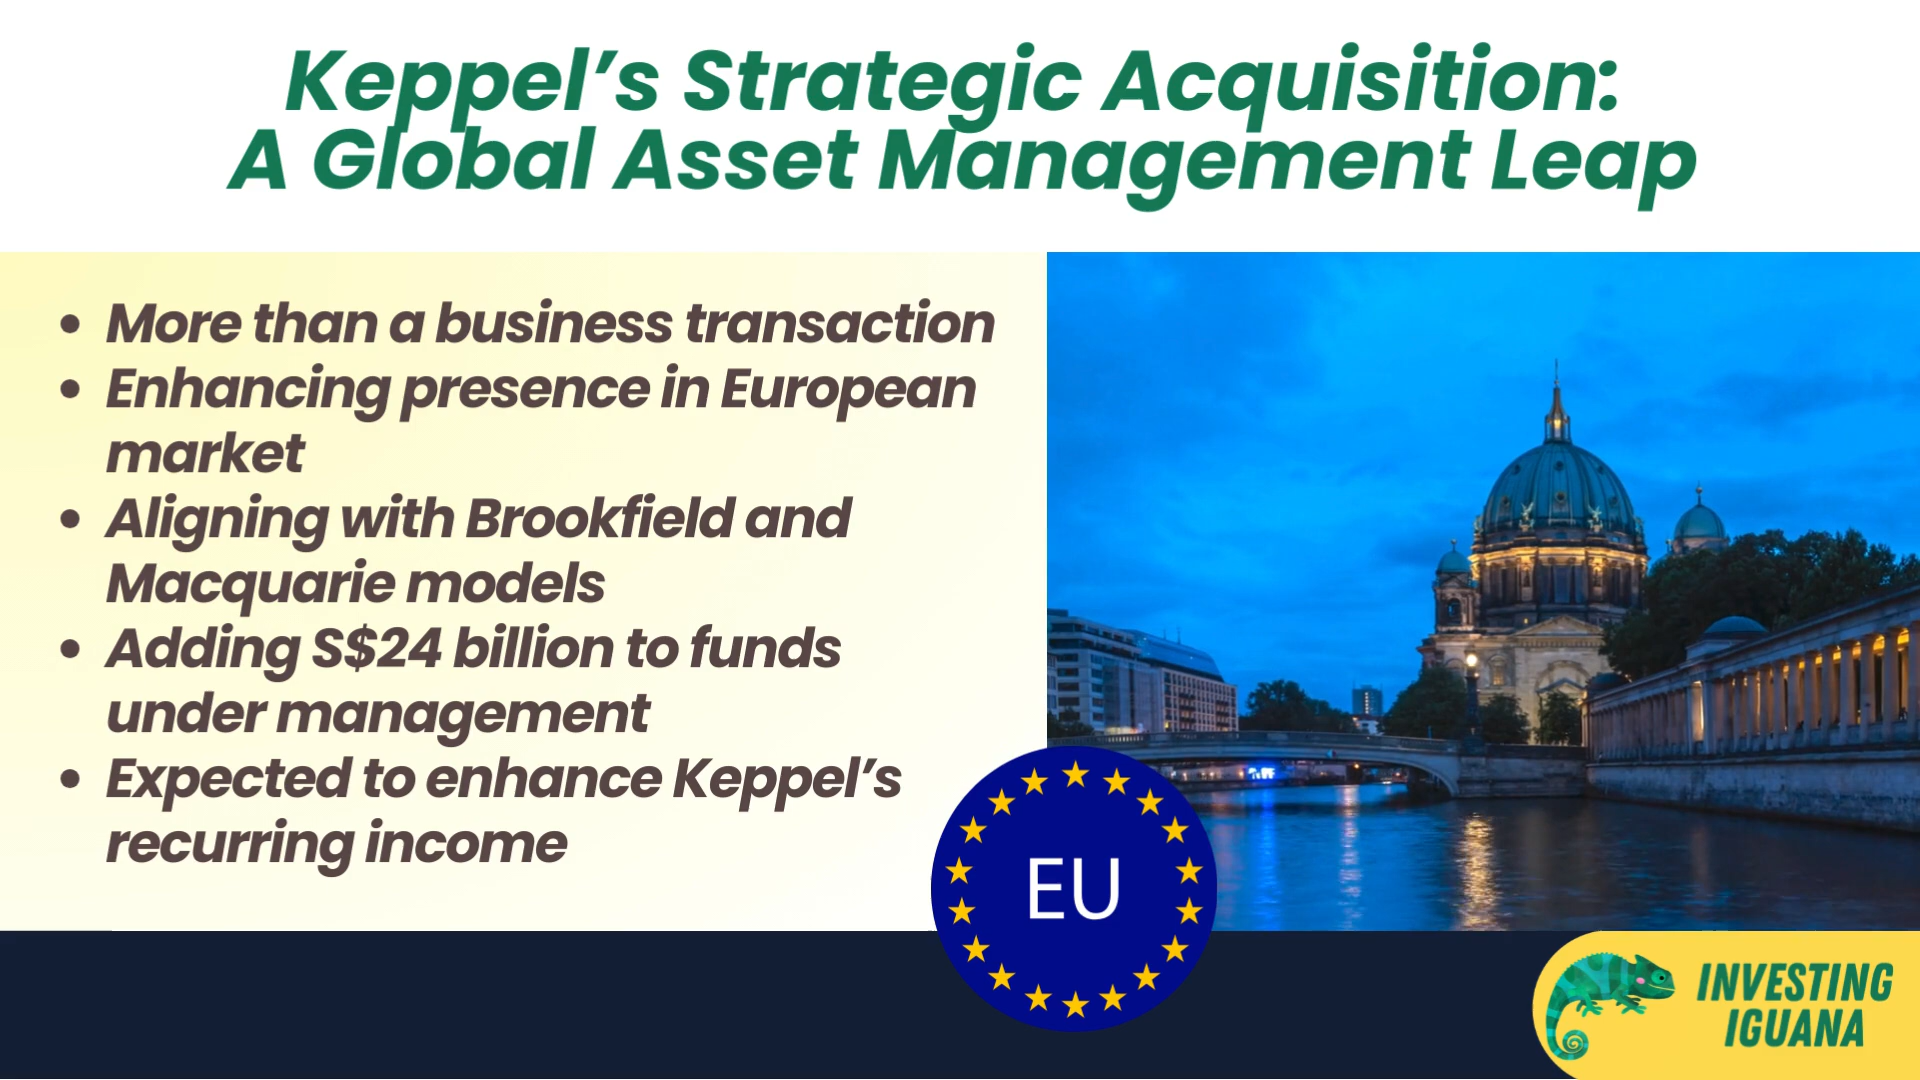 Keppel’s Strategic Acquisition:
A Global Asset Management Leap
• More than a business transaction
• Enhancing presence in European
market
• Aligning with Brookfield and
Macquarie models
• Adding S$24 billion to funds
under management
• Expected to enhance Keppel’s
recurring income
EU
INVESTING
IGUANA